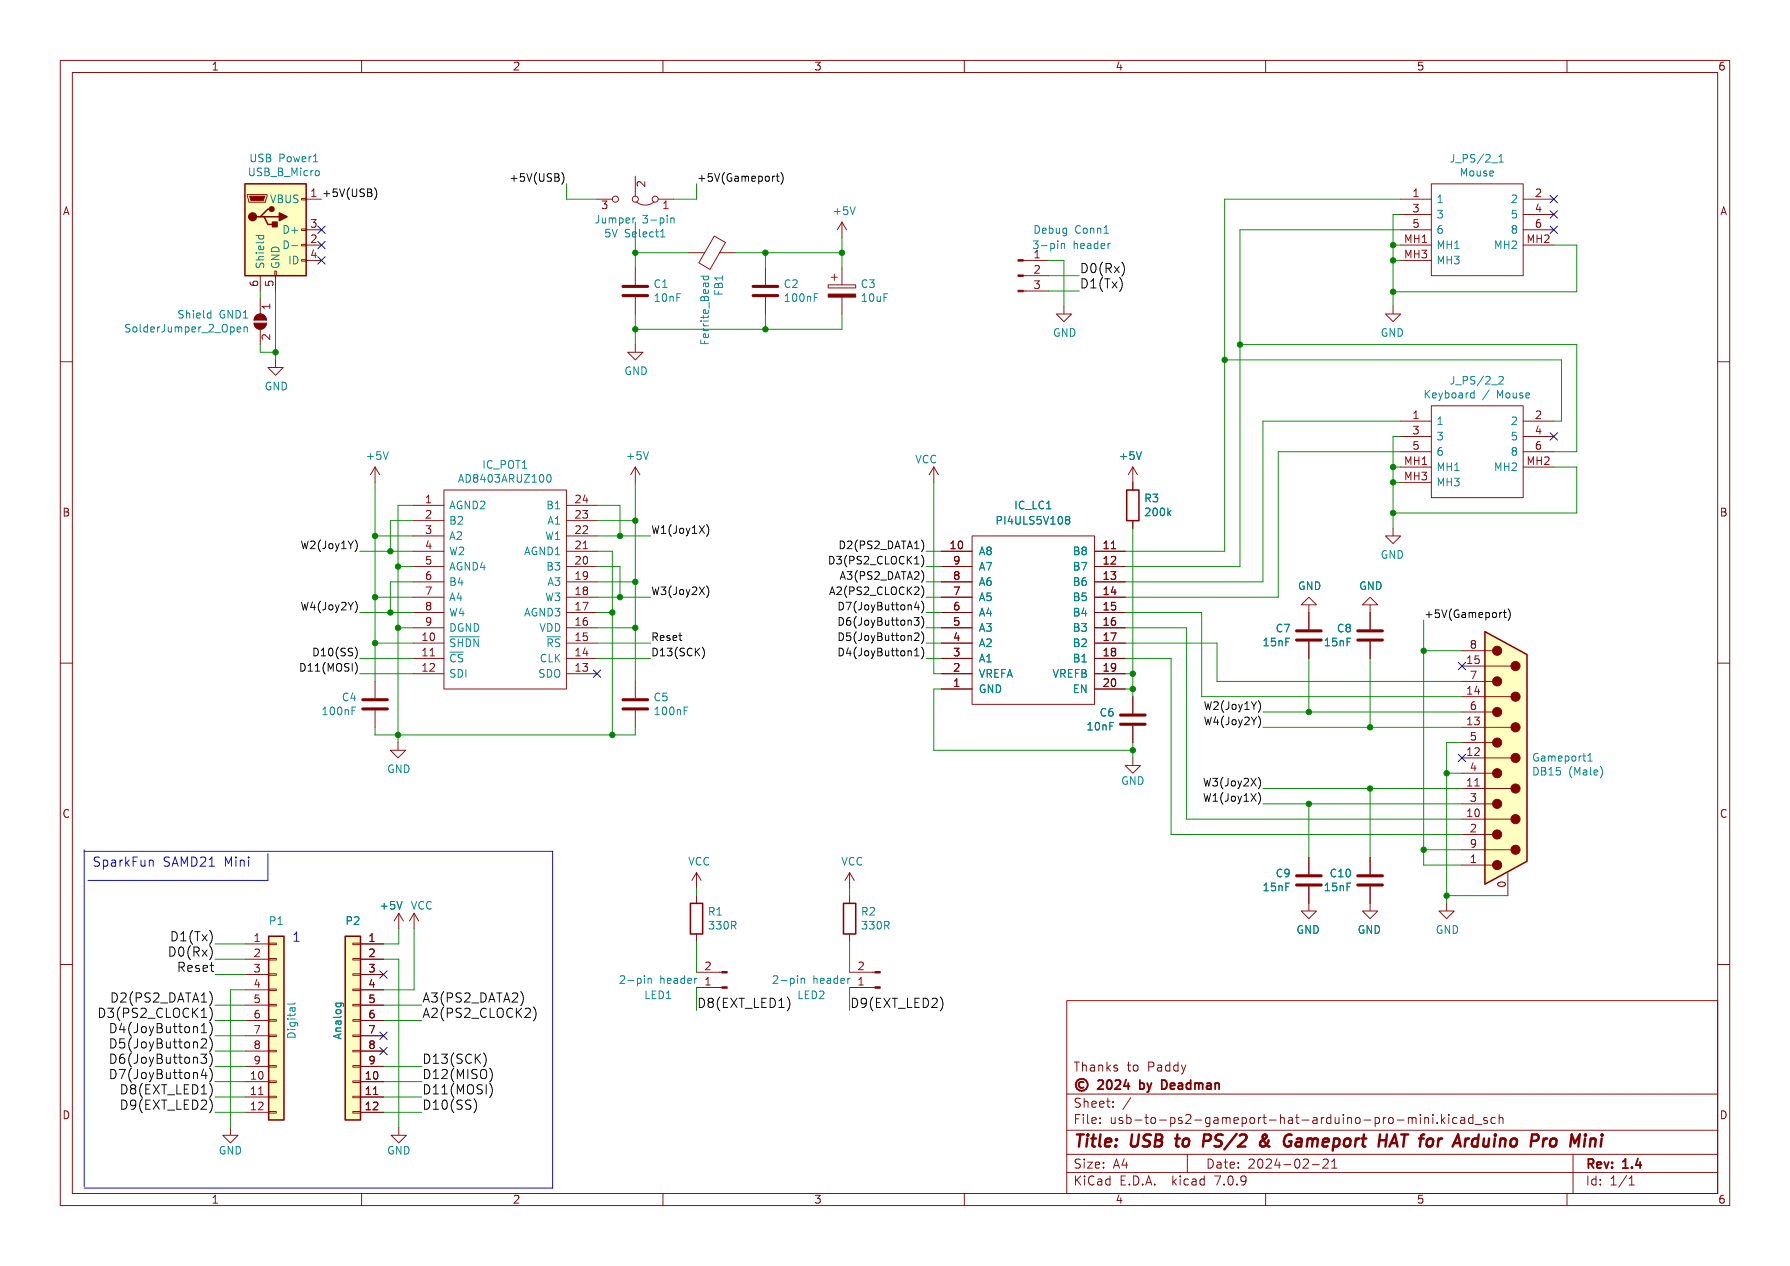 1 2 3 4 5 6
A
B
C
D
USB Power1
USB_B_Micro
VBUS 1 +5V(USB)
D+ 3
D- 2
ID 4
Shield
GND
6 5
1
Shield GND1
SolderJumper_2_Open
2
GND
+5V(USB) 2 +5V(Gameport)
3 1
Jumper 3-pin
5V Select1
+5V
C1
10nF
Ferrite_Bead
FB1
C2
100nF
+
C3
10uF
GND
Debug Conn1
3-pin header
1
2 D0(Rx)
3 D1(Tx)
GND
J_PS/2_1
Mouse
1 1 2 2
3 3 5 4
5 6 8 6
MH1 MH1 MH2 MH2
MH3 MH3
GND
J_PS/2_2
Keyboard / Mouse
1 1 2 2
3 3 5 4
5 6 8 6
MH1 MH1 MH2 MH2
MH3 MH3
GND
+5V +5V
IC_POT1
AD8403ARUZ100
1 AGND2 B1 24
2 B2 A1 23
3 A2 W1 22 W1(Joy1X)
W2(Joy1Y) 4 W2 AGND1 21
5 AGND4 B3 20
6 B4 A3 19
7 A4 W3 18 W3(Joy2X)
W4(Joy2Y) 8 W4 AGND3 17
9 DGND VDD 16
10 SHDN RS 15 Reset
D10(SS) 11 CS CLK 14 D13(SCK)
D11(MOSI) 12 SDI SDO 13
C4
100nF
C5
100nF
GND
VCC +5V
R3
200k
IC_LC1
PI4ULS5V108
D2(PS2_DATA1) 10 A8 B8 11
D3(PS2_CLOCK1) 9 A7 B7 12
A3(PS2_DATA2) 8 A6 B6 13
A2(PS2_CLOCK2) 7 A5 B5 14
D7(JoyButton4) 6 A4 B4 15
D6(JoyButton3) 5 A3 B3 16
D5(JoyButton2) 4 A2 B2 17
D4(JoyButton1) 3 A1 B1 18
2 VREFA VREFB 19
1 GND EN 20
C6
10nF
GND
GND GND
C7
15nF
C8
15nF
+5V(Gameport)
8
15
7
14
W2(Joy1Y) 6
W4(Joy2Y) 13
5
12
4
W3(Joy2X) 11
W1(Joy1X) 3
10
2
9
1
0
Gameport1
DB15 (Male)
C9
15nF
C10
15nF
GND GND GND
SparkFun SAMD21 Mini
P1
1
Digital
D1(Tx) 1
D0(Rx) 2
Reset 3
4
D2(PS2_DATA1) 5
D3(PS2_CLOCK1) 6
D4(JoyButton1) 7
D5(JoyButton2) 8
D6(JoyButton3) 9
D7(JoyButton4) 10
D8(EXT_LED1) 11
D9(EXT_LED2) 12
GND
P2
+5V VCC
Analog
1
2
3
4
5 A3(PS2_DATA2)
6 A2(PS2_CLOCK2)
7
8
9 D13(SCK)
10 D12(MISO)
11 D11(MOSI)
12 D10(SS)
GND
VCC
R1
330R
2
1
2-pin header
LED1
D8(EXT_LED1)
VCC
R2
330R
2
1
2-pin header
LED2
D9(EXT_LED2)
Thanks to Paddy
© 2024 by Deadman
Sheet: /
File: usb-to-ps2-gameport-hat-arduino-pro-mini.kicad_sch
Title: USB to PS/2 & Gameport HAT for Arduino Pro Mini
Size: A4 Date: 2024-02-21 Rev: 1.4
KiCad E.D.A. kicad 7.0.9 Id: 1/1
A
B
C
D
1 2 3 4 5 6